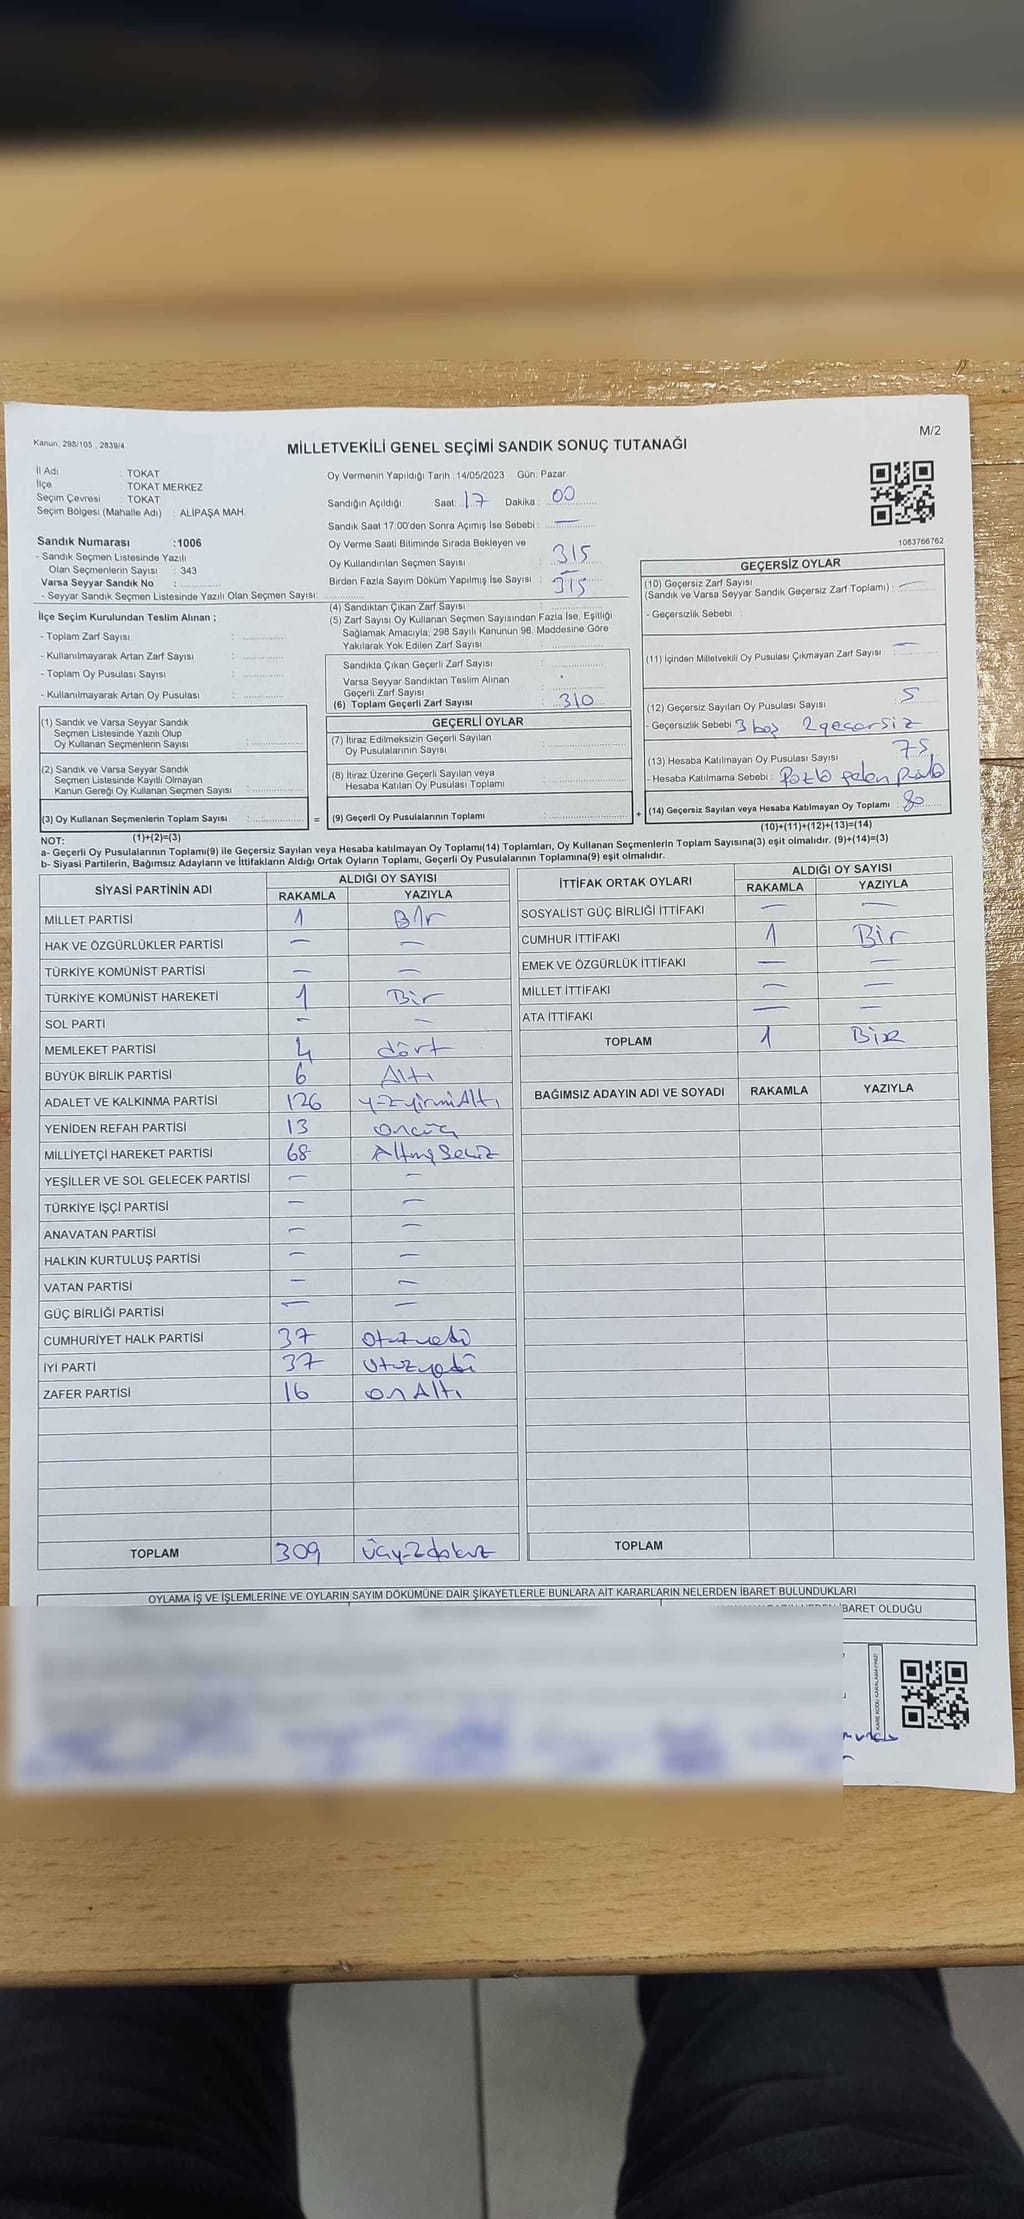 Kanun; 298/105 , 2839/4
M/2
MİLLETVEKİLİ GENEL SEÇİMİ SANDIK SONUÇ TUTANAĞI
İl Adı : TOKAT
İlçe : TOKAT MERKEZ
Seçim Çevresi : TOKAT
Seçim Bölgesi (Mahalle Adı) : ALİPAŞA MAH.
Sandık Numarası :1006
- Sandık Seçmen Listesinde Yazılı
Olan Seçmenlerin Sayısı : 343
Varsa Seyyar Sandık No :
- Seyyar Sandık Seçmen Listesinde Yazılı Olan Seçmen Sayısı:
Oy Vermenin Yapıldığı Tarih :14/05/2023 Gün: Pazar
Sandığın Açıldığı Saat: 17 Dakika : 00
Sandık Saat 17:00'den Sonra Açımış İse Sebebi : —
Oy Verme Saati Bitiminde Sırada Bekleyen ve
Oy Kullandırılan Seçmen Sayısı : 315
Birden Fazla Sayım Döküm Yapılmış İse Sayısı : 315
1083766762
İlçe Seçim Kurulundan Teslim Alınan ;
- Toplam Zarf Sayısı :
- Kullanılmayarak Artan Zarf Sayısı :
- Toplam Oy Pusulası Sayısı :
- Kullanılmayarak Artan Oy Pusulası :
(1) Sandık ve Varsa Seyyar Sandık
Seçmen Listesinde Yazılı Olup
Oy Kullanan Seçmenlerin Sayısı :
(2) Sandık ve Varsa Seyyar Sandık
Seçmen Listesinde Kayıtlı Olmayan
Kanun Gereği Oy Kullanan Seçmen Sayısı :
(3) Oy Kullanan Seçmenlerin Toplam Sayısı :
(1)+(2)=(3)
(4) Sandıktan Çıkan Zarf Sayısı :
(5) Zarf Sayısı Oy Kullanan Seçmen Sayısından Fazla İse, Eşitliği
Sağlamak Amacıyla; 298 Sayılı Kanunun 98. Maddesine Göre
Yakılarak Yok Edilen Zarf Sayısı :
Sandıkta Çıkan Geçerli Zarf Sayısı :
Varsa Seyyar Sandıktan Teslim Alınan
Geçerli Zarf Sayısı :
(6) Toplam Geçerli Zarf Sayısı : 310
GEÇERLİ OYLAR
(7) İtiraz Edilmeksizin Geçerli Sayılan
Oy Pusulalarının Sayısı :
(8) İtiraz Üzerine Geçerli Sayılan veya
Hesaba Katılan Oy Pusulası Toplamı :
= (9) Geçerli Oy Pusulalarının Toplamı : +
GEÇERSİZ OYLAR
(10) Geçersiz Zarf Sayısı
(Sandık ve Varsa Seyyar Sandık Geçersiz Zarf Toplamı) : —
- Geçersizlik Sebebi :
(11) İçinden Milletvekili Oy Pusulası Çıkmayan Zarf Sayısı : —
(12) Geçersiz Sayılan Oy Pusulası Sayısı : 5
- Geçersizlik Sebebi : 3 boş 2 geçersiz
(13) Hesaba Katılmayan Oy Pusulası Sayısı : 75
- Hesaba Katılmama Sebebi : Fazla gelen pusula
(14) Geçersiz Sayılan veya Hesaba Katılmayan Oy Toplamı : 80
(10)+(11)+(12)+(13)=(14)
NOT:
a- Geçerli Oy Pusulalarının Toplamı(9) ile Geçersiz Sayılan veya Hesaba katılmayan Oy Toplamı(14) Toplamları, Oy Kullanan Seçmenlerin Toplam Sayısına(3) eşit olmalıdır. (9)+(14)=(3)
b- Siyasi Partilerin, Bağımsız Adayların ve İttifakların Aldığı Ortak Oyların Toplamı, Geçerli Oy Pusulalarının Toplamına(9) eşit olmalıdır.
SİYASİ PARTİNİN ADI ALDIĞI OY SAYISI
RAKAMLA YAZIYLA
MİLLET PARTİSİ 1 Bir
HAK VE ÖZGÜRLÜKLER PARTİSİ — —
TÜRKİYE KOMÜNİST PARTİSİ — —
TÜRKİYE KOMÜNİST HAREKETİ 1 Bir
SOL PARTİ — —
MEMLEKET PARTİSİ 4 dört
BÜYÜK BİRLİK PARTİSİ 6 Altı
ADALET VE KALKINMA PARTİSİ 126 yüzyirmiAltı
YENİDEN REFAH PARTİSİ 13 onüç
MİLLİYETÇİ HAREKET PARTİSİ 68 Altmışsekiz
YEŞİLLER VE SOL GELECEK PARTİSİ — —
TÜRKİYE İŞÇİ PARTİSİ — —
ANAVATAN PARTİSİ — —
HALKIN KURTULUŞ PARTİSİ — —
VATAN PARTİSİ — —
GÜÇ BİRLİĞİ PARTİSİ — —
CUMHURİYET HALK PARTİSİ 37 otuzyedi
İYİ PARTİ 37 otuzyedi
ZAFER PARTİSİ 16 on Altı
TOPLAM 309 üçyüzdokuz
İTTİFAK ORTAK OYLARI ALDIĞI OY SAYISI
RAKAMLA YAZIYLA
SOSYALİST GÜÇ BİRLİĞİ İTTİFAKI — —
CUMHUR İTTİFAKI 1 Bir
EMEK VE ÖZGÜRLÜK İTTİFAKI — —
MİLLET İTTİFAKI — —
ATA İTTİFAKI — —
TOPLAM 1 Bir
BAĞIMSIZ ADAYIN ADI VE SOYADI RAKAMLA YAZIYLA
TOPLAM
OYLAMA İŞ VE İŞLEMLERİNE VE OYLARIN SAYIM DÖKÜMÜNE DAİR ŞİKAYETLERLE BUNLARA AİT KARARLARIN NELERDEN İBARET BULUNDUKLARI
İBARET OLDUĞU